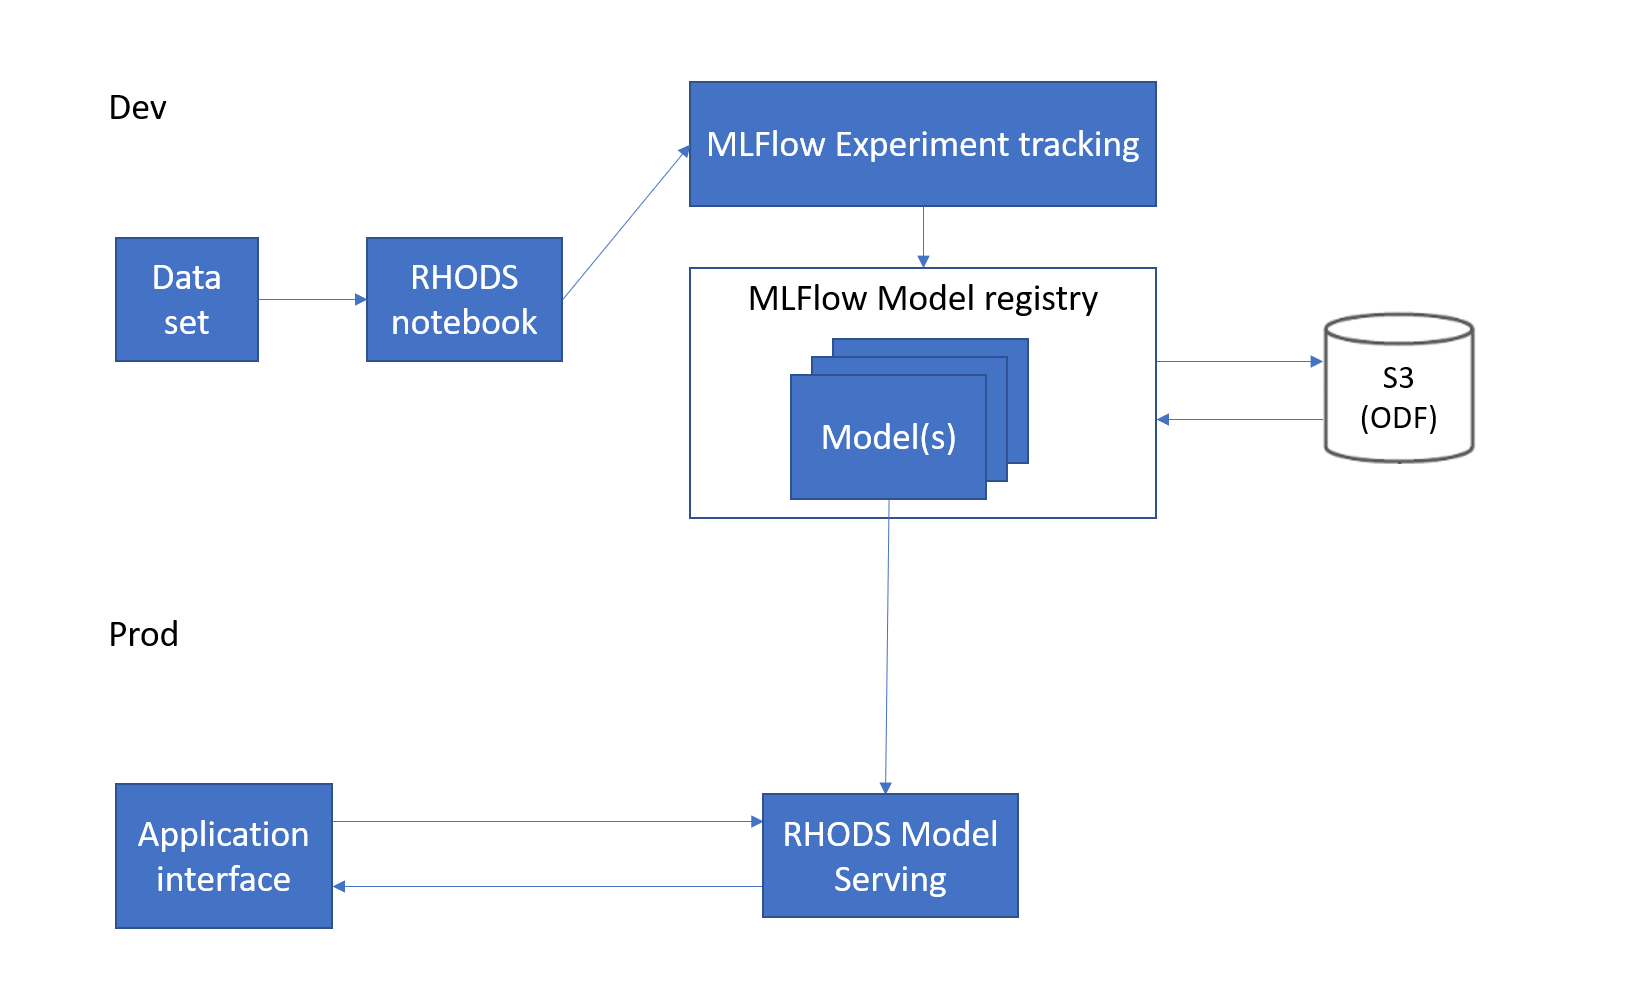 Dev
MLFlow Experiment tracking
Data
set
RHODS
notebook
MLFlow Model registry
Model(s)
S3
(ODF)
Prod
Application
interface
RHODS Model
Serving